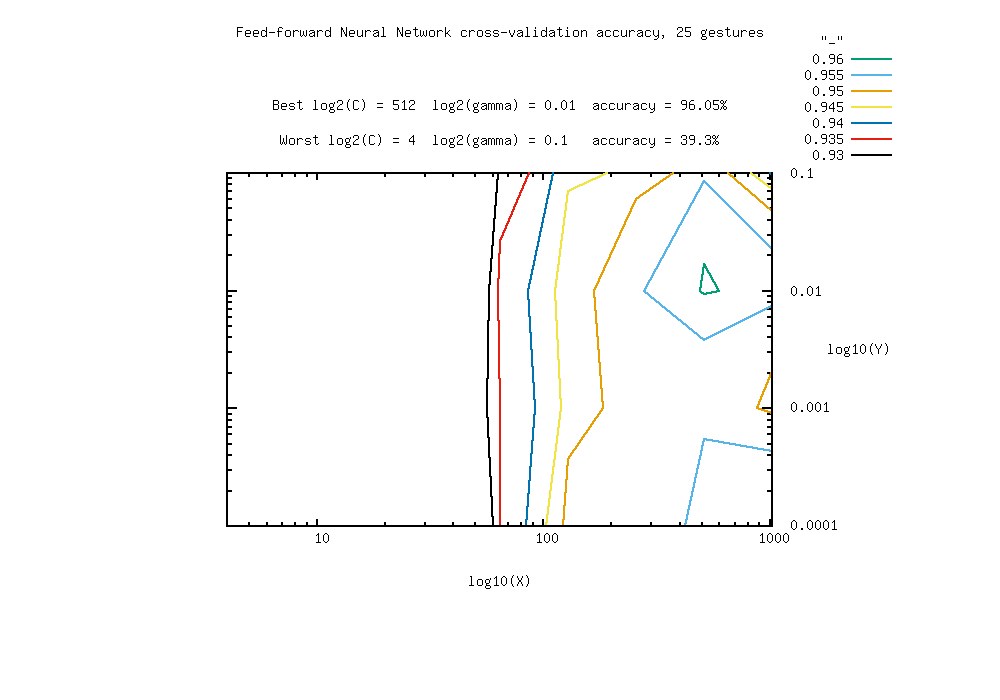 Feed-forward Neural Network cross-validation accuracy, 25 gestures
"_"
0.96
0.955
0.95
0.945
0.94
0.935
0.93
Best log2(C) = 512  log2(gamma) = 0.01  accuracy = 96.05%
Worst log2(C) = 4  log2(gamma) = 0.1   accuracy = 39.3%
0.1
0.01
log10(Y)
0.001
0.0001
10 100 1000
log10(X)